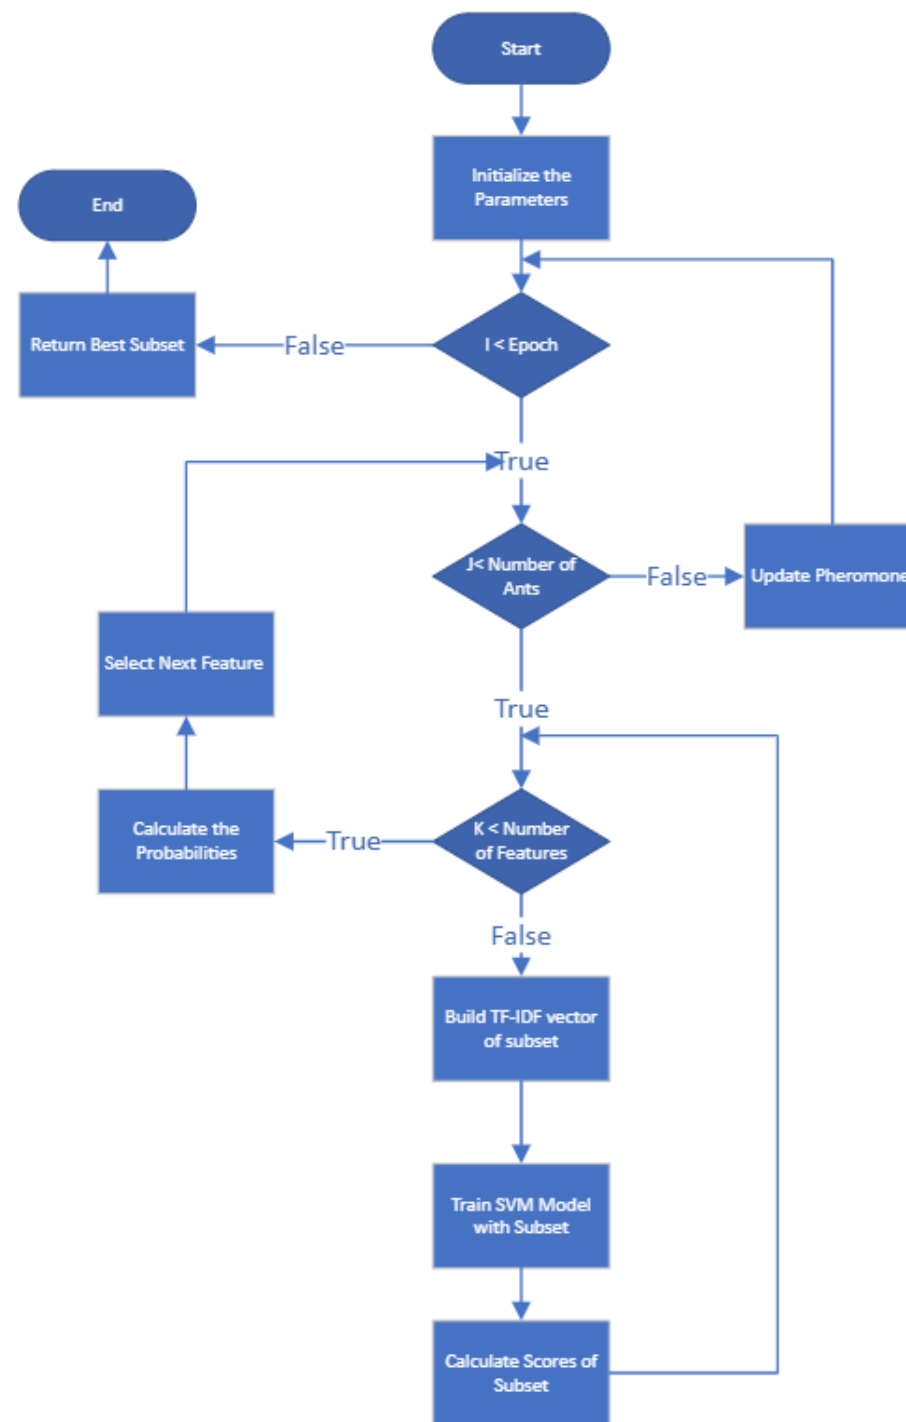 Start
Initialize the
Parameters
End
Return Best Subset
False
I < Epoch
True
J< Number of
Ants
False
Update Pheromone
Select Next Feature
True
Calculate the
Probabilities
True
K < Number
of Features
False
Build TF-IDF vector
of subset
Train SVM Model
with Subset
Calculate Scores of
Subset